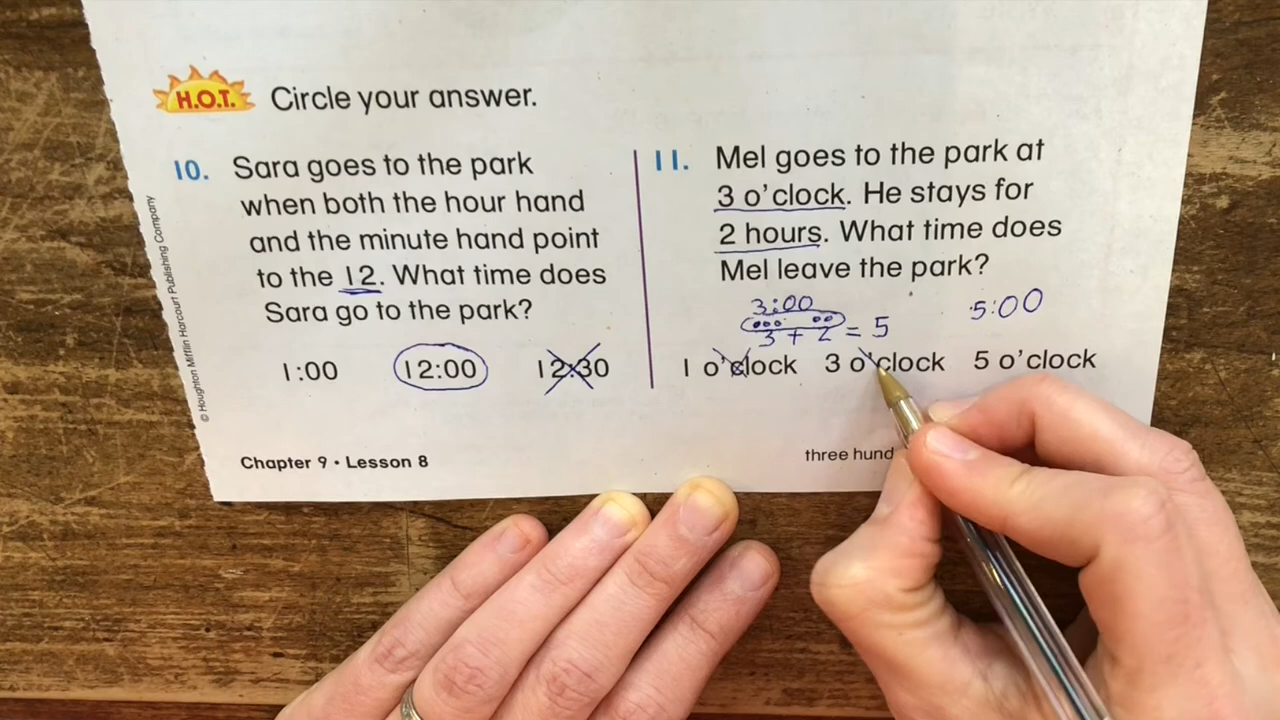 H.O.T. Circle your answer.
10. Sara goes to the park
when both the hour hand
and the minute hand point
to the 12. What time does
Sara go to the park?
1:00 12:00 12:30
11. Mel goes to the park at
3 o'clock. He stays for
2 hours. What time does
Mel leave the park?
3:00
5:00
3 + 2 = 5
1 o'clock 3 o'clock 5 o'clock
Chapter 9 • Lesson 8
three hund
© Houghton Mifflin Harcourt Publishing Company